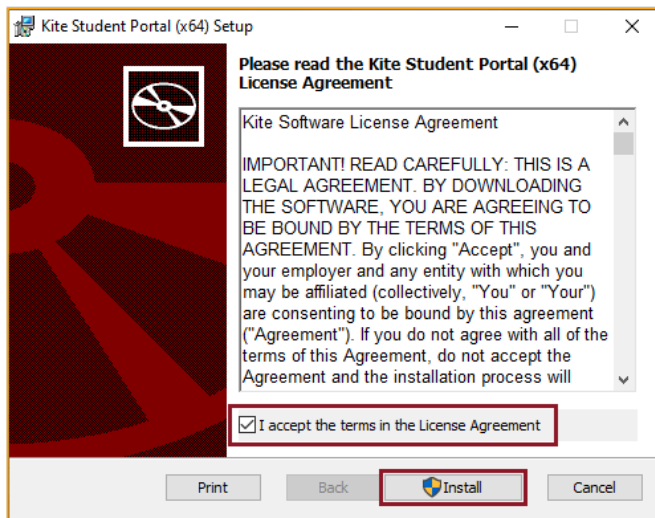 Kite Student Portal (x64) Setup
Please read the Kite Student Portal (x64)
License Agreement
Kite Software License Agreement
IMPORTANT! READ CAREFULLY: THIS IS A
LEGAL AGREEMENT. BY DOWNLOADING
THE SOFTWARE, YOU ARE AGREEING TO
BE BOUND BY THE TERMS OF THIS
AGREEMENT. By clicking "Accept", you and
your employer and any entity with which you
may be affiliated (collectively, "You" or "Your")
are consenting to be bound by this agreement
("Agreement"). If you do not agree with all of the
terms of this Agreement, do not accept the
Agreement and the installation process will
I accept the terms in the License Agreement
Print Back Install Cancel